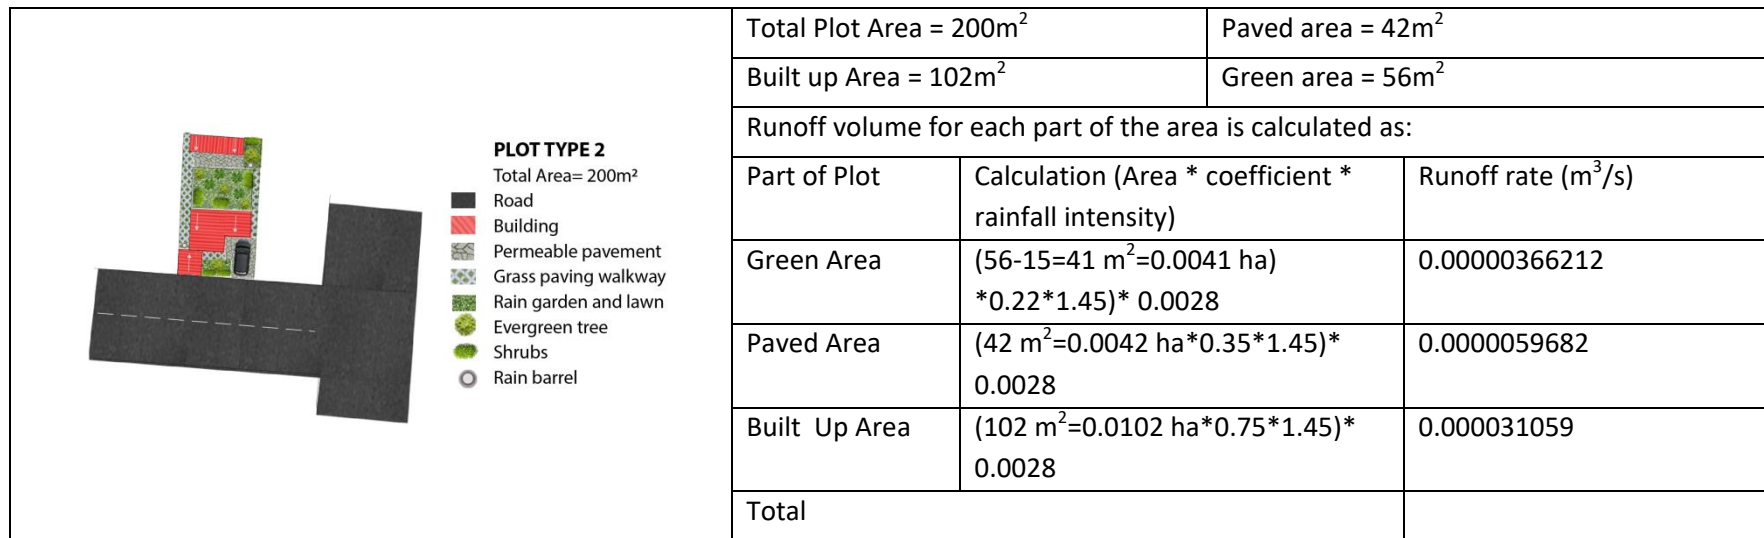 PLOT TYPE 2
Total Area= 200m²
Road
Building
Permeable pavement
Grass paving walkway
Rain garden and lawn
Evergreen tree
Shrubs
Rain barrel
Total Plot Area = 200m²
Paved area = 42m²
Built up Area = 102m²
Green area = 56m²
Runoff volume for each part of the area is calculated as:
Part of Plot
Calculation (Area * coefficient *
rainfall intensity)
Runoff rate (m³/s)
Green Area
(56-15=41 m²=0.0041 ha)
*0.22*1.45)* 0.0028
0.00000366212
Paved Area
(42 m²=0.0042 ha*0.35*1.45)*
0.0028
0.0000059682
Built  Up Area
(102 m²=0.0102 ha*0.75*1.45)*
0.0028
0.000031059
Total